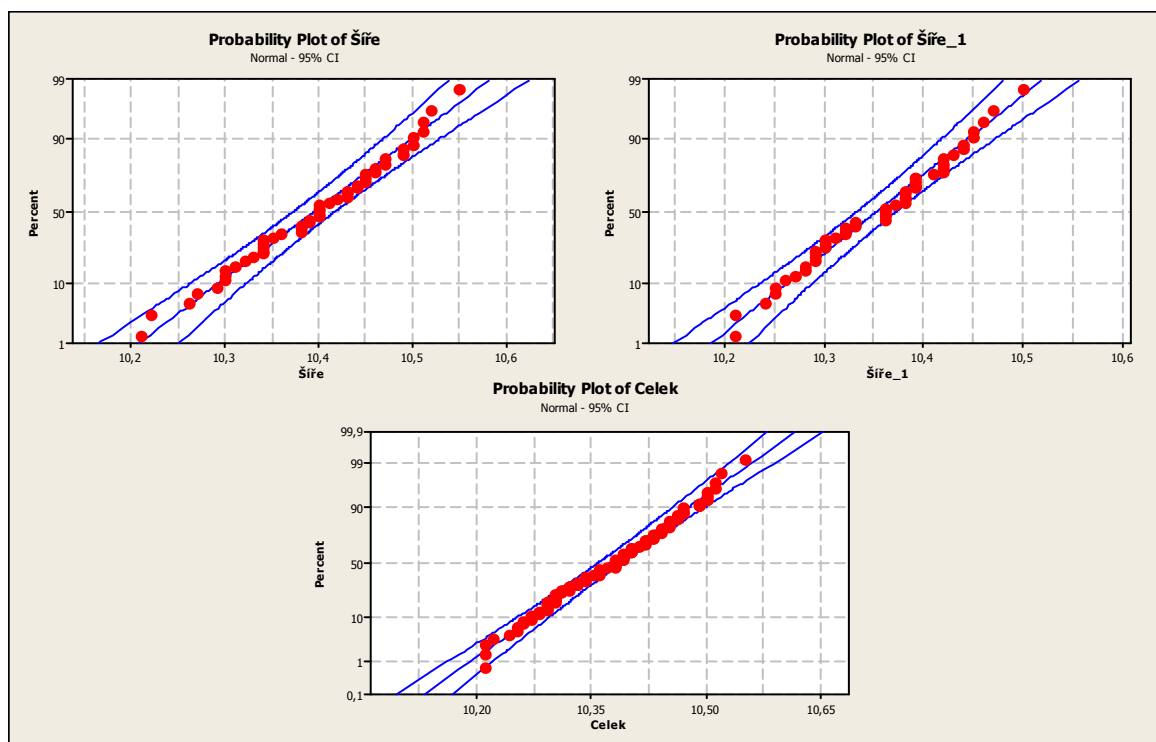 Probability Plot of Šíře
Normal - 95% CI
99
90
50
10
1
Percent
10,2 10,3 10,4 10,5 10,6
Šíře
Probability Plot of Šíře_1
Normal - 95% CI
99
90
50
10
1
Percent
10,2 10,3 10,4 10,5 10,6
Šíře_1
Probability Plot of Celek
Normal - 95% CI
99,9
99
90
50
10
1
0,1
Percent
10,20 10,35 10,50 10,65
Celek